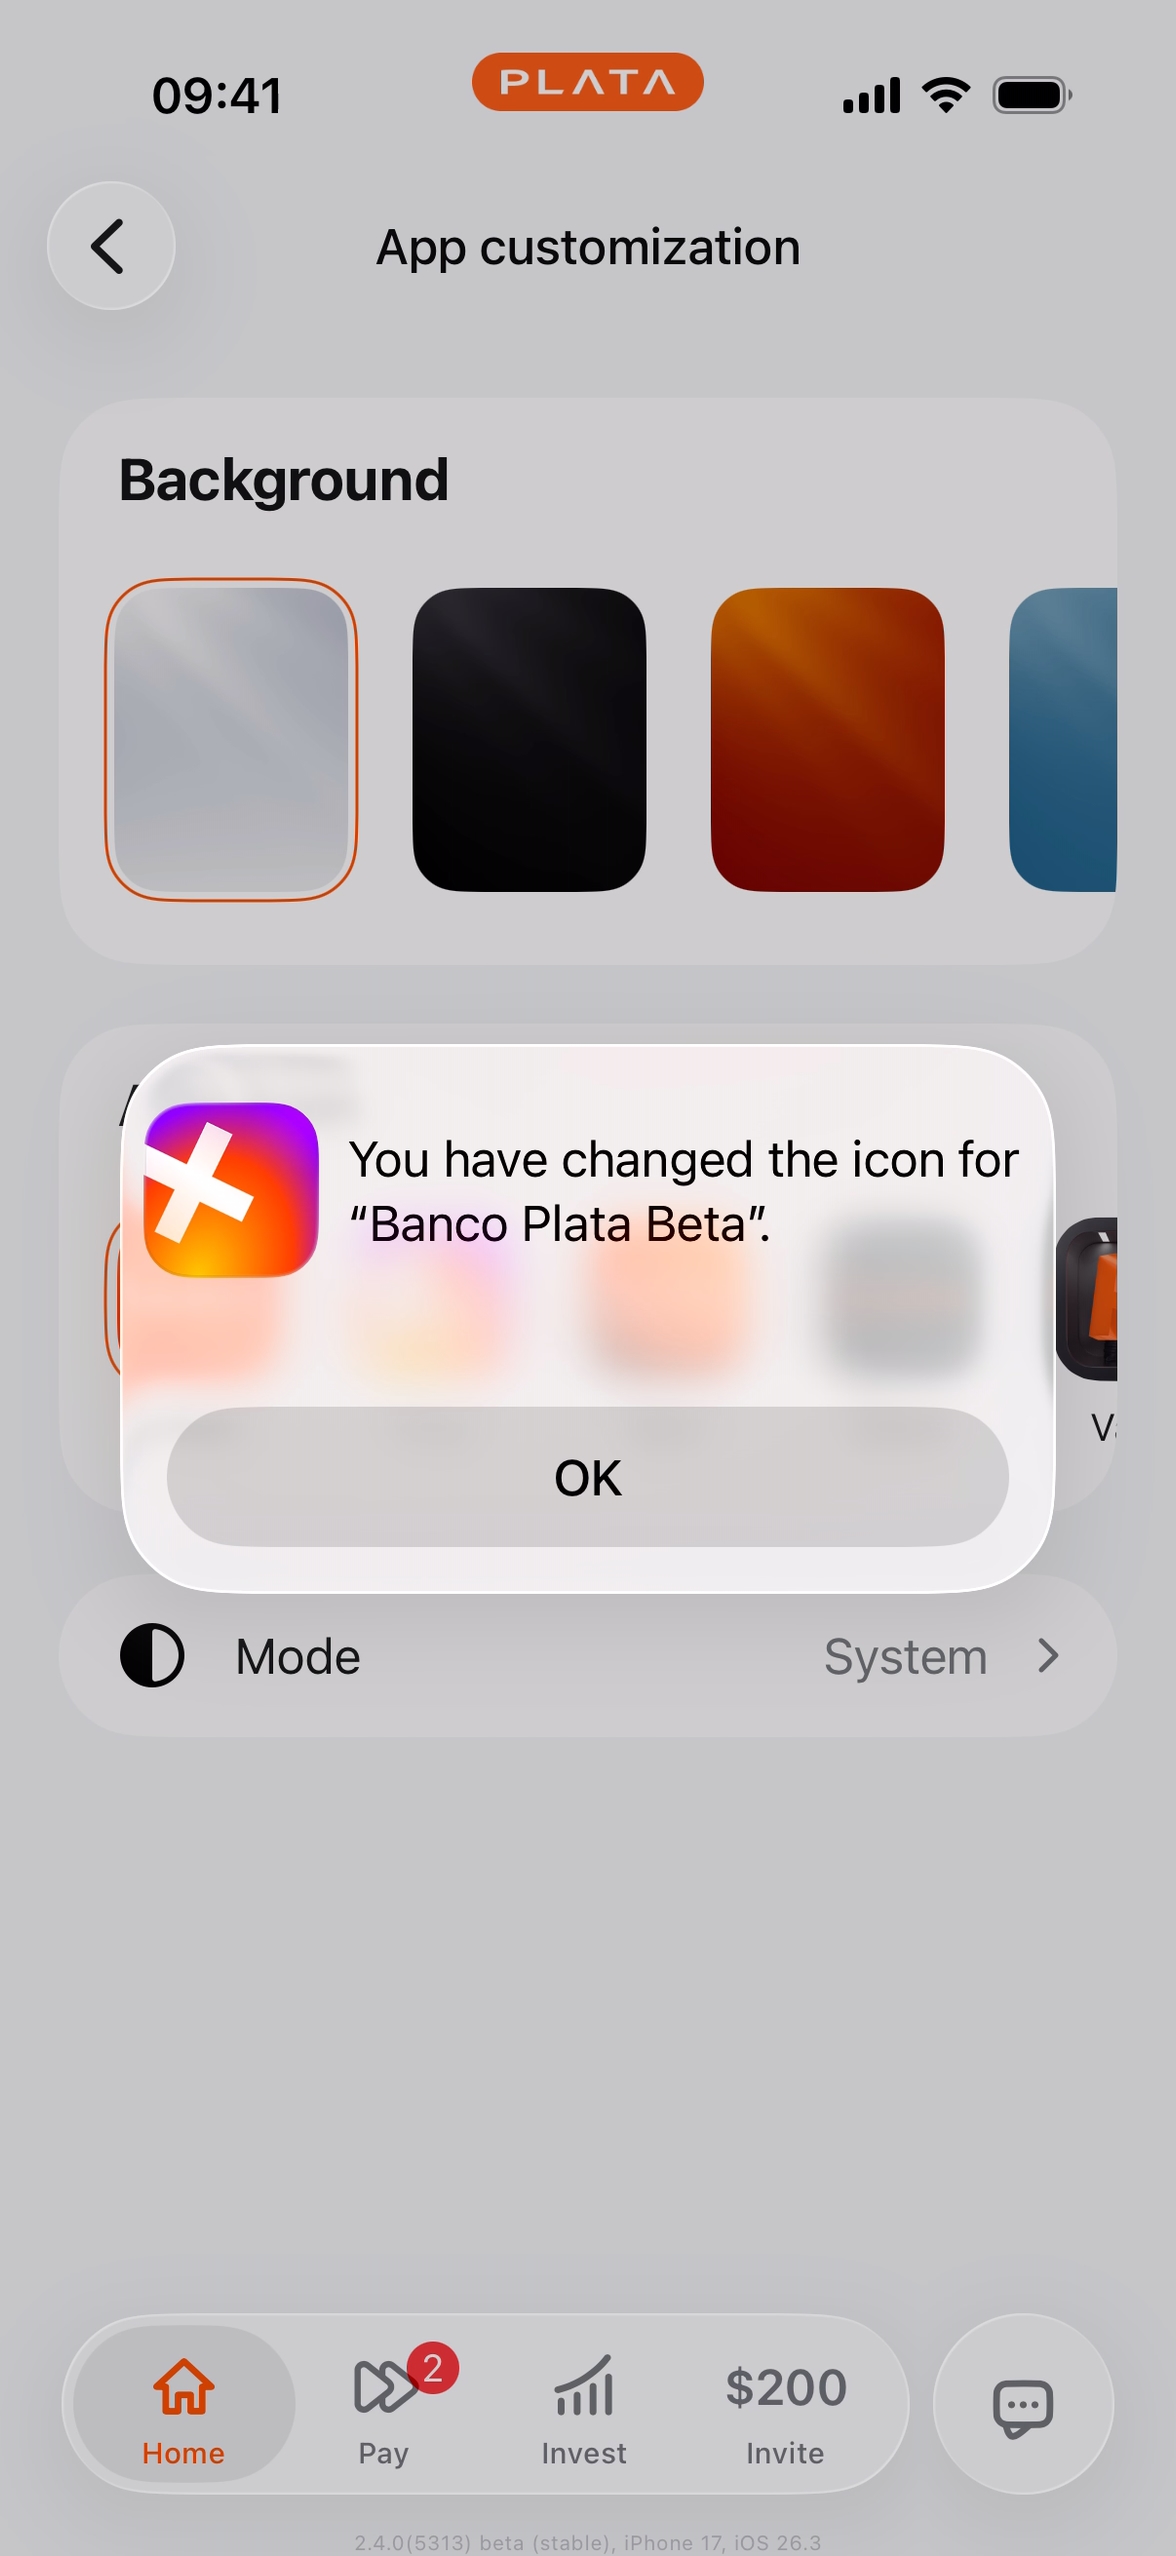 09:41
PLATA
App customization
Background
You have changed the icon for
“Banco Plata Beta”.
OK
Mode
System
2
$200
Home
Pay
Invest
Invite
2.4.0(5313) beta (stable), iPhone 17, iOS 26.3